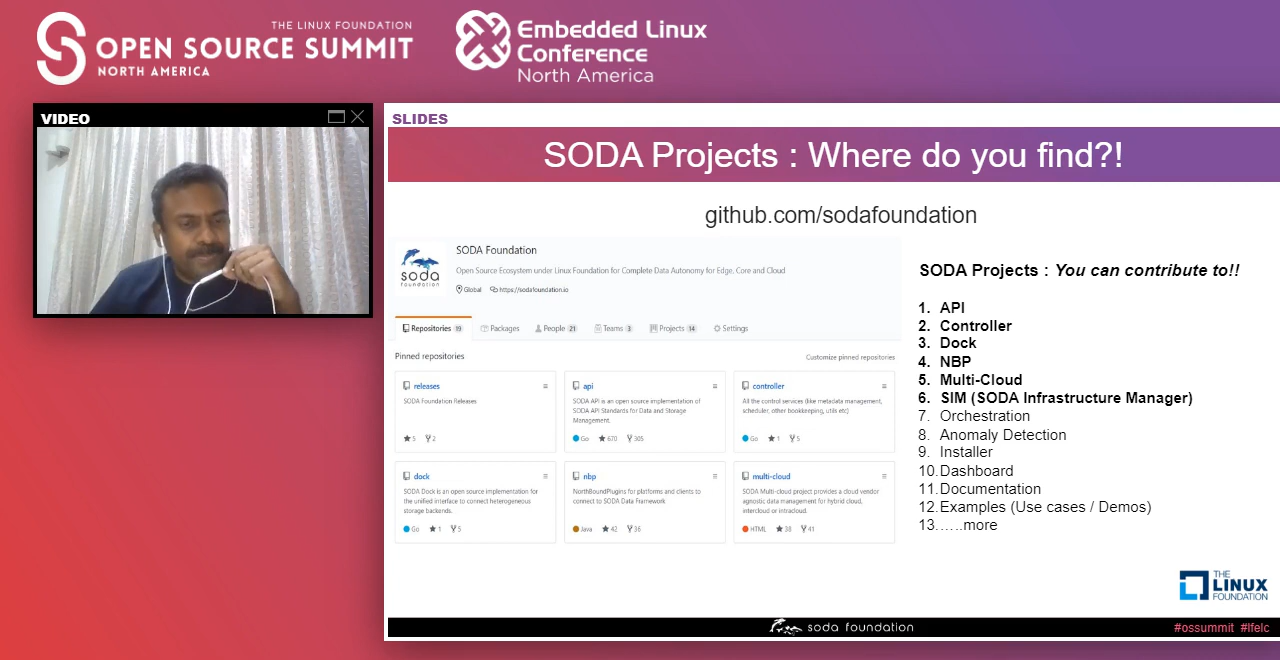 THE LINUX FOUNDATION
OPEN SOURCE SUMMIT
NORTH AMERICA
Embedded Linux
Conference
North America
VIDEO
SLIDES
SODA Projects : Where do you find?!
github.com/sodafoundation
soda
foundation
SODA Foundation
Open Source Ecosystem under Linux Foundation for Complete Data Autonomy for Edge, Core and Cloud
Global https://sodafoundation.io
Repositories 19 Packages People 21 Teams 3 Projects 14 Settings
Pinned repositories Customize pinned repositories
releases
SODA Foundation Releases
5 2
api
SODA API is an open source implementation of
SODA API Standards for Data and Storage
Management.
Go 670 305
controller
All the control services (like metadata management,
scheduler, other bookkeeping, utils etc)
Go 1 5
dock
SODA Dock is an open source implementation for
the unified interface to connect heterogeneous
storage backends.
Go 1 5
nbp
NorthBoundPlugins for platforms and clients to
connect to SODA Data Framework
Java 42 36
multi-cloud
SODA Multi-cloud project provides a cloud vendor
agnostic data management for hybrid cloud,
intercloud or intracloud.
HTML 38 41
SODA Projects : You can contribute to!!
1. API
2. Controller
3. Dock
4. NBP
5. Multi-Cloud
6. SIM (SODA Infrastructure Manager)
7. Orchestration
8. Anomaly Detection
9. Installer
10. Dashboard
11. Documentation
12. Examples (Use cases / Demos)
13. .....more
THE
LINUX
FOUNDATION
soda foundation
#ossummit #lfelc